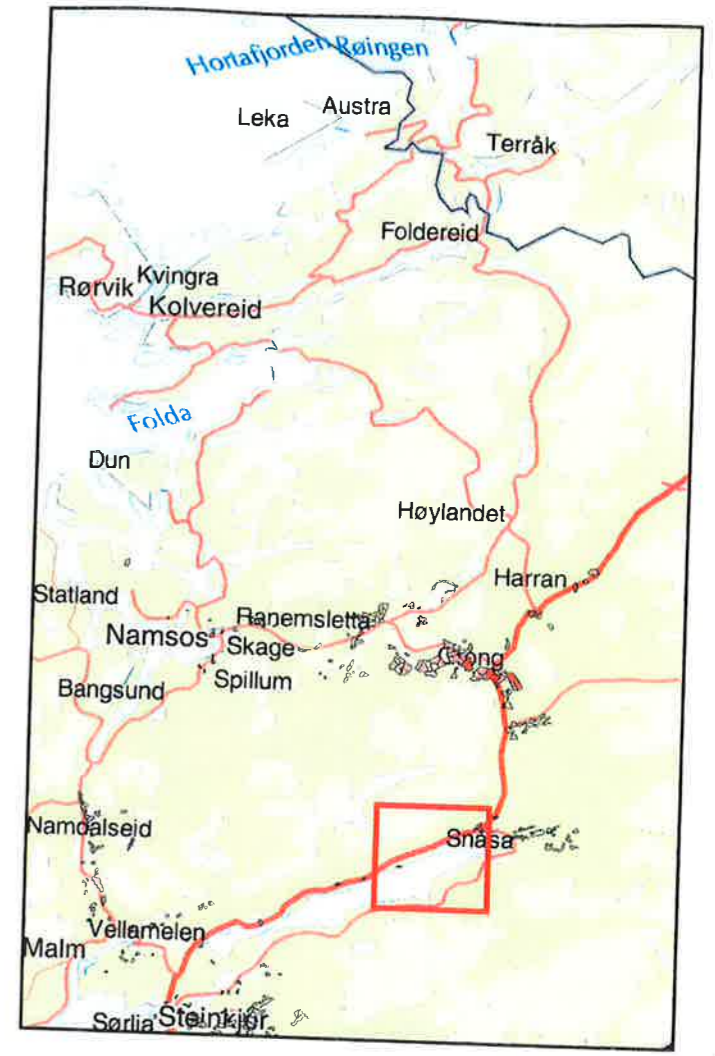 Hortafjorden Røingen
Leka
Austra
Terråk
Foldereid
Rørvik
Kvingra
Kolvereid
Folda
Dun
Høylandet
Harran
Statland
Ranemsletta
Namsos
Skage
Grong
Spillum
Bangsund
Namdalseid
Snåsa
Vellamelen
Malm
Sørlia
Steinkjer